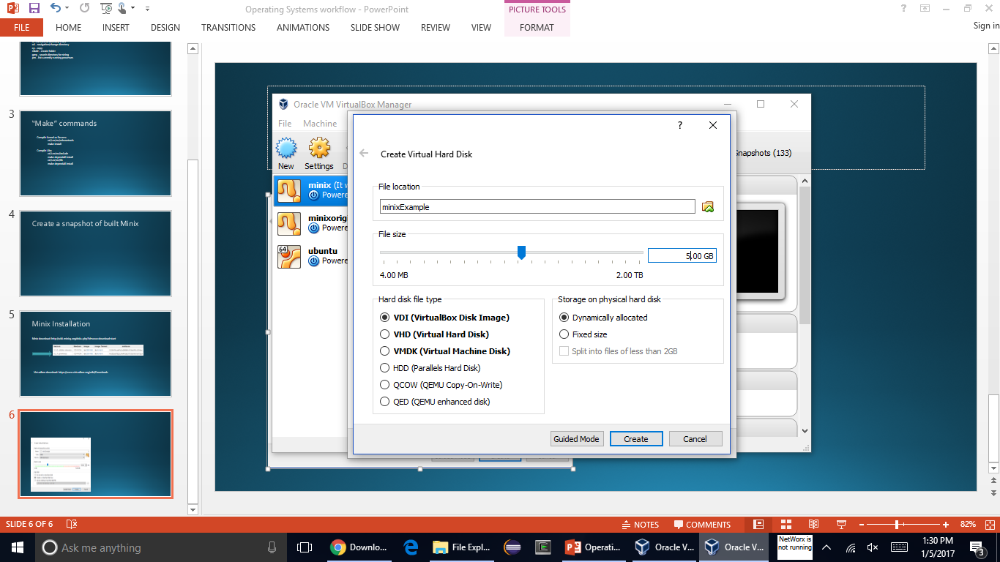 Operating Systems workflow - PowerPoint
PICTURE TOOLS
?
FILE
HOME
INSERT
DESIGN
TRANSITIONS
ANIMATIONS
SLIDE SHOW
REVIEW
VIEW
FORMAT
Sign in
3
"Make" commands
4
Create a snapshot of built Minix
5
Minix Installation
6
Oracle VM VirtualBox Manager
File
Machine
New
Settings
Snapshots (133)
minix (It w
Powere
minixorig
Powere
64
ubuntu
Powere
?
Create Virtual Hard Disk
File location
minixExample
File size
5.00 GB
4.00 MB
2.00 TB
Hard disk file type
VDI (VirtualBox Disk Image)
VHD (Virtual Hard Disk)
VMDK (Virtual Machine Disk)
HDD (Parallels Hard Disk)
QCOW (QEMU Copy-On-Write)
QED (QEMU enhanced disk)
Storage on physical hard disk
Dynamically allocated
Fixed size
Split into files of less than 2GB
Guided Mode
Create
Cancel
SLIDE 6 OF 6
NOTES
COMMENTS
82%
Ask me anything
Downlo...
File Expl...
Operati...
Oracle V...
Oracle V...
NetWorx is
not running
1:30 PM
1/5/2017
3